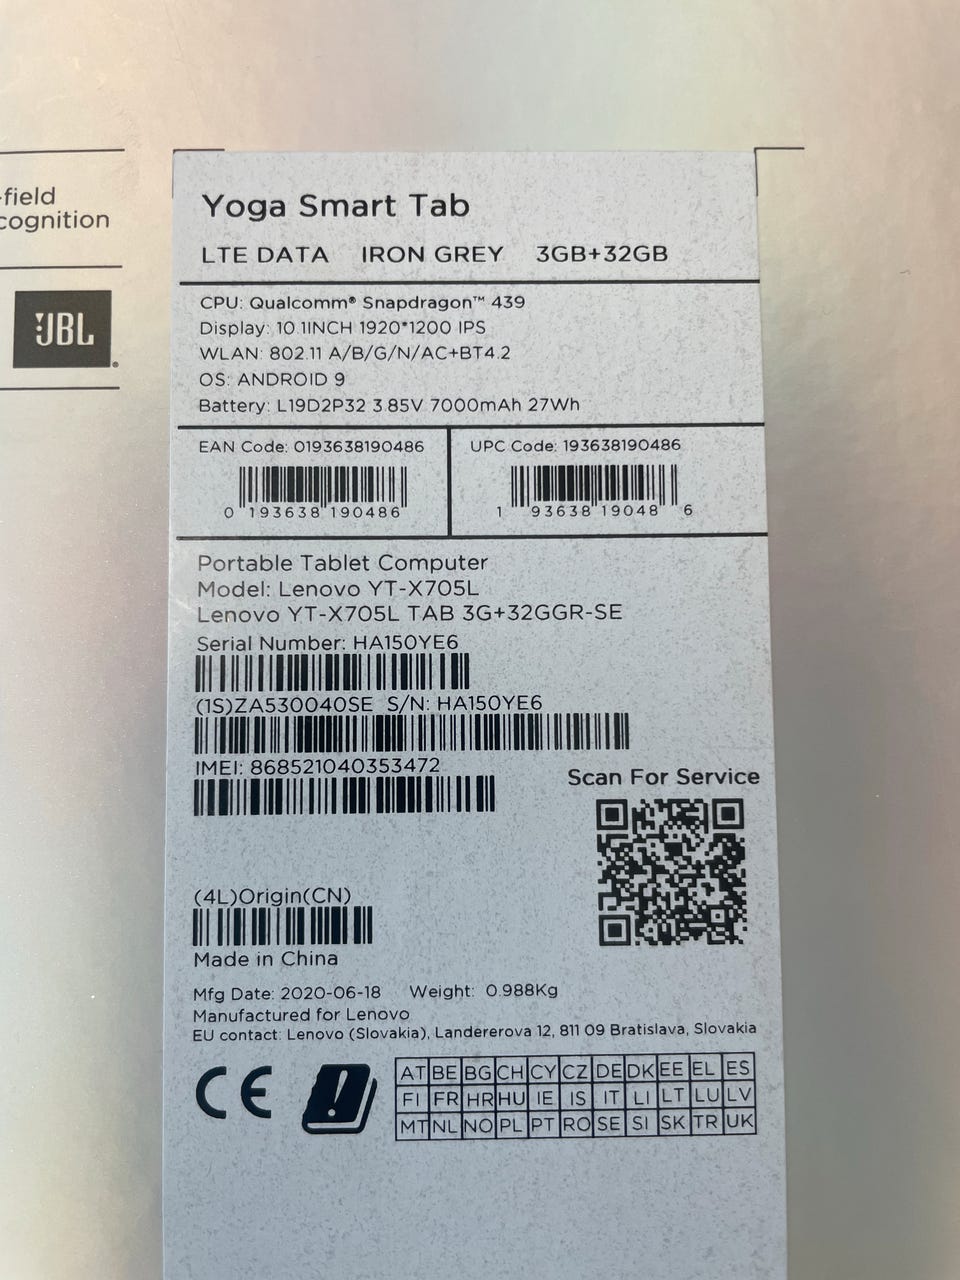 -field
cognition
JBL
Yoga Smart Tab
LTE DATA IRON GREY 3GB+32GB
CPU: Qualcomm® Snapdragon™ 439
Display: 10.1INCH 1920*1200 IPS
WLAN: 802.11 A/B/G/N/AC+BT4.2
OS: ANDROID 9
Battery: L19D2P32 3.85V 7000mAh 27Wh
EAN Code: 0193638190486
0 193638 190486
UPC Code: 193638190486
1 93638 19048 6
Portable Tablet Computer
Model: Lenovo YT-X705L
Lenovo YT-X705L TAB 3G+32GGR-SE
Serial Number: HA150YE6
(1S)ZA530040SE S/N: HA150YE6
IMEI: 868521040353472
Scan For Service
(4L)Origin(CN)
Made in China
Mfg Date: 2020-06-18 Weight: 0.988Kg
Manufactured for Lenovo
EU contact: Lenovo (Slovakia), Landererova 12, 811 09 Bratislava, Slovakia
CE
AT BE BG CH CY CZ DE DK EE EL ES
FI FR HR HU IE IS IT LI LT LU LV
MT NL NO PL PT RO SE SI SK TR UK